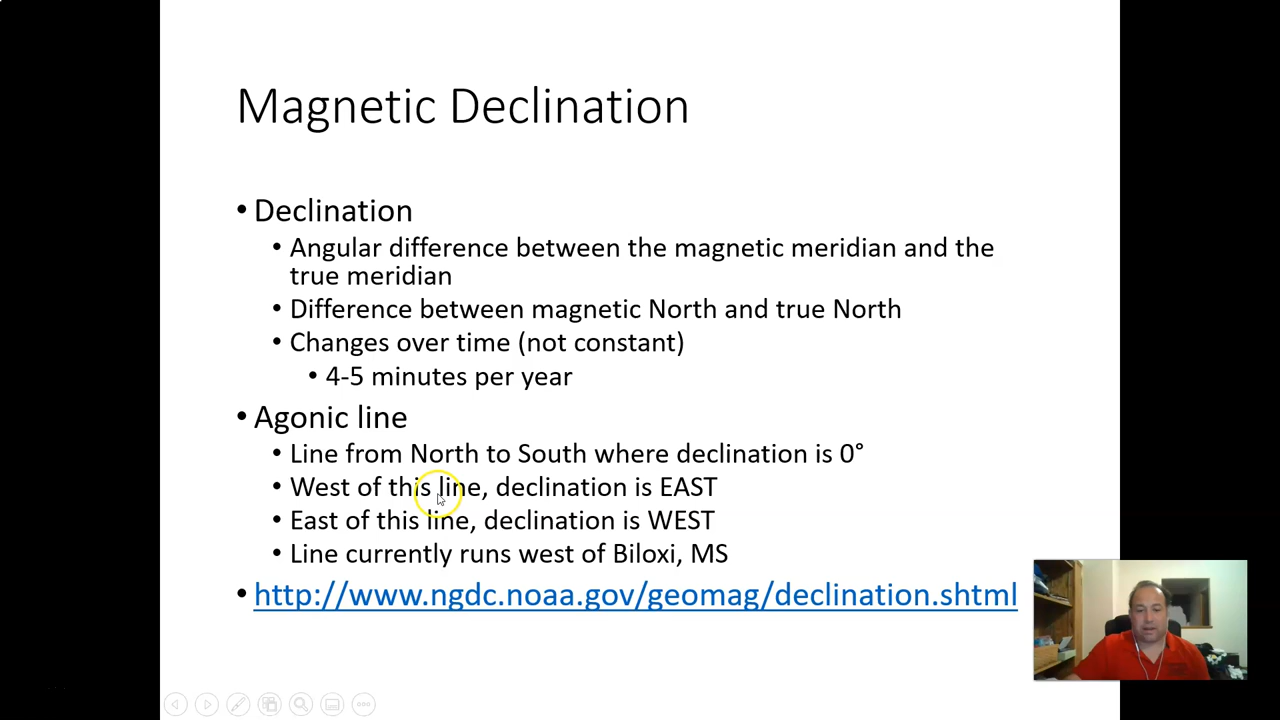 Magnetic Declination
• Declination
• Angular difference between the magnetic meridian and the
true meridian
• Difference between magnetic North and true North
• Changes over time (not constant)
• 4-5 minutes per year
• Agonic line
• Line from North to South where declination is 0°
• West of this line, declination is EAST
• East of this line, declination is WEST
• Line currently runs west of Biloxi, MS
• http://www.ngdc.noaa.gov/geomag/declination.shtml